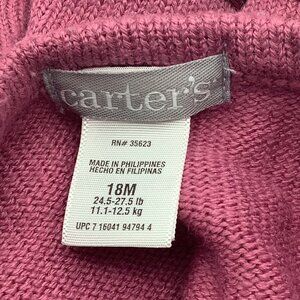 carter's
RN# 35623
MADE IN PHILIPPINES
HECHO EN FILIPINAS
18M
24.5-27.5 lb
11.1-12.5 kg
UPC 7 16041 94794 4